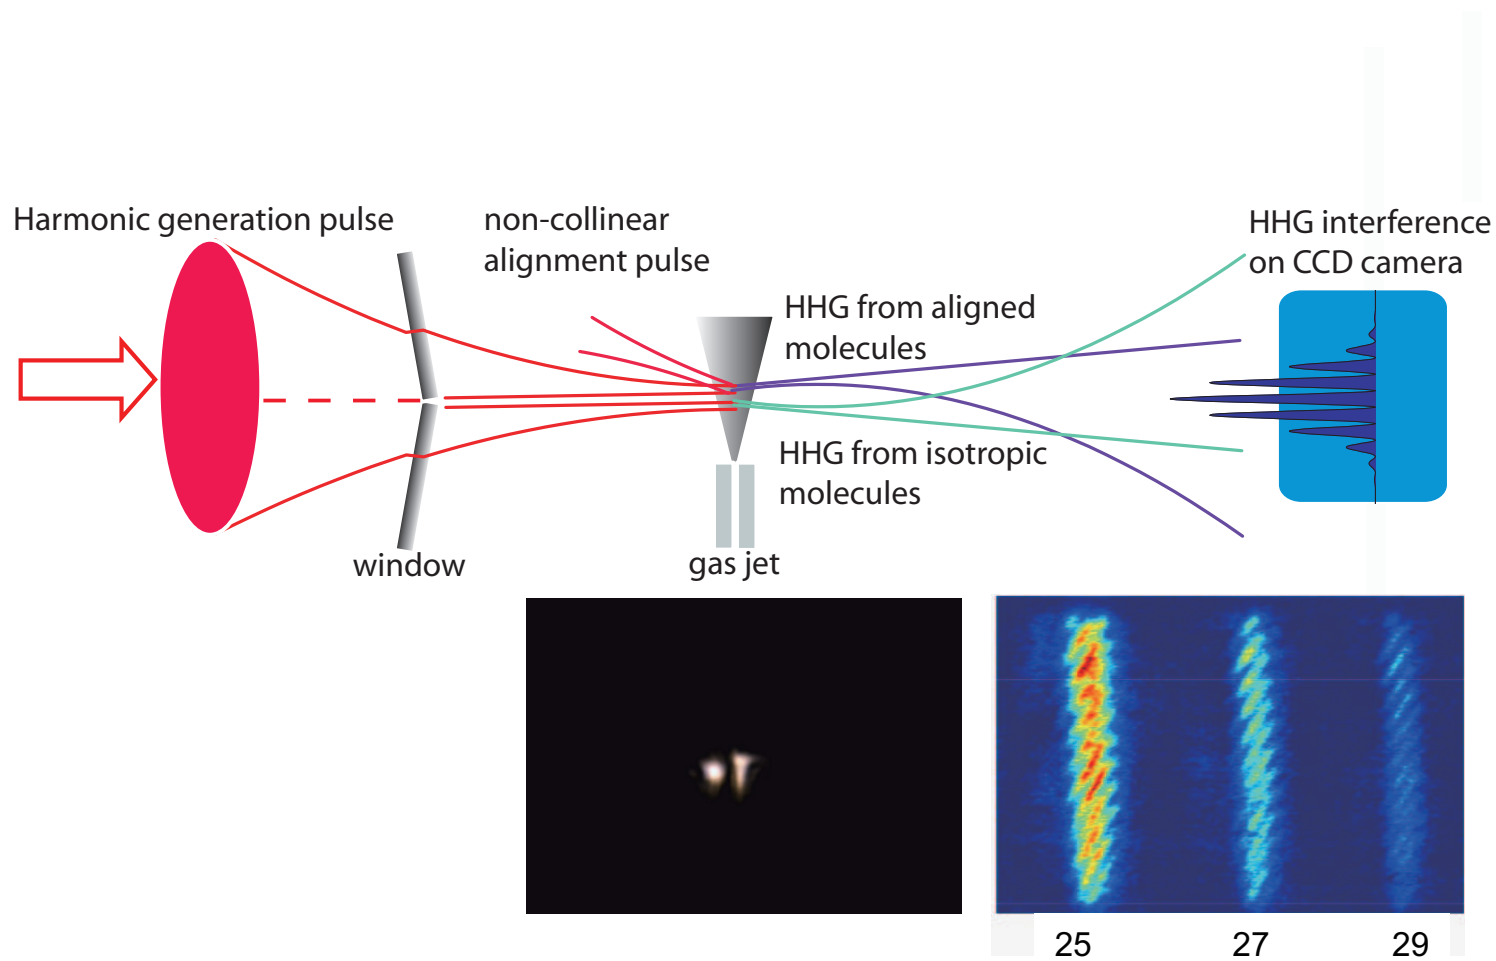 Harmonic generation pulse
non-collinear
alignment pulse
HHG interference
on CCD camera
HHG from aligned
molecules
HHG from isotropic
molecules
window
gas jet
25
27
29